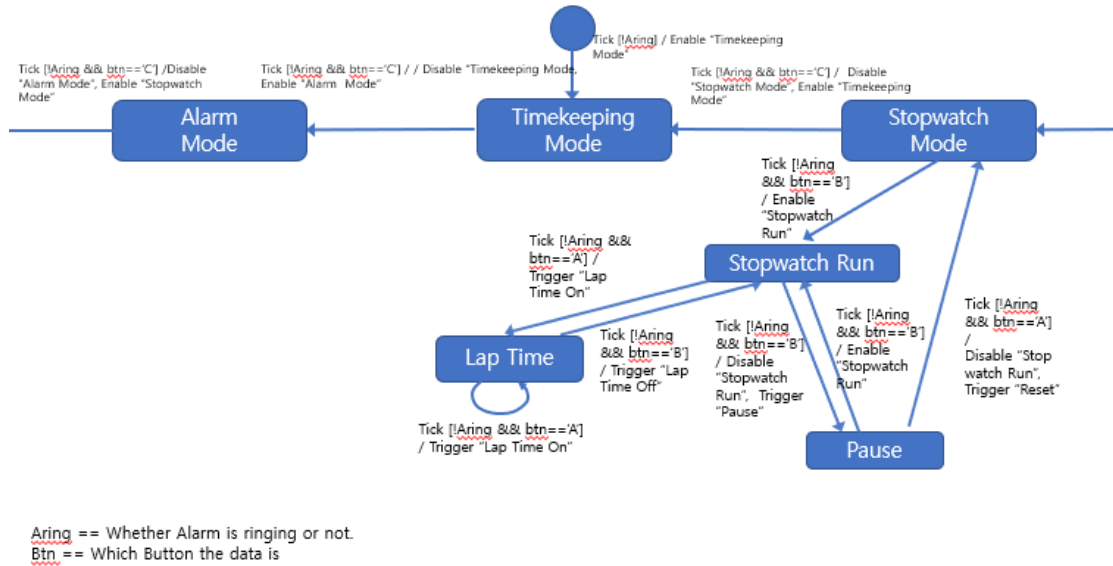 Tick [!Aring] / Enable “Timekeeping
Mode”
Tick [!Aring && btn==‘C’] /Disable
“Alarm Mode”, Enable “Stopwatch
Mode”
Tick [!Aring && btn==‘C’] / / Disable “Timekeeping Mode,
Enable “Alarm Mode”
Tick [!Aring && btn==‘C’] / Disable
“Stopwatch Mode”, Enable “Timekeeping
Mode”
Alarm
Mode
Timekeeping
Mode
Stopwatch
Mode
Tick [!Aring
&& btn==‘B’]
/ Enable
“Stopwatch
Run”
Stopwatch Run
Tick [!Aring &&
btn==‘A’] /
Trigger “Lap
Time On”
Lap Time
Tick [!Aring
&& btn==‘B’]
/ Trigger “Lap
Time Off”
Tick [!Aring
&& btn==‘B’]
/ Disable
“Stopwatch
Run”, Trigger
“Pause”
Tick [!Aring
&& btn==‘B’]
/ Enable
“Stopwatch
Run”
Tick [!Aring
&& btn==‘A’]
/
Disable “Stop
watch Run”,
Trigger “Reset”
Tick [!Aring && btn==‘A’]
/ Trigger “Lap Time On”
Pause
Aring == Whether Alarm is ringing or not.
Btn == Which Button the data is